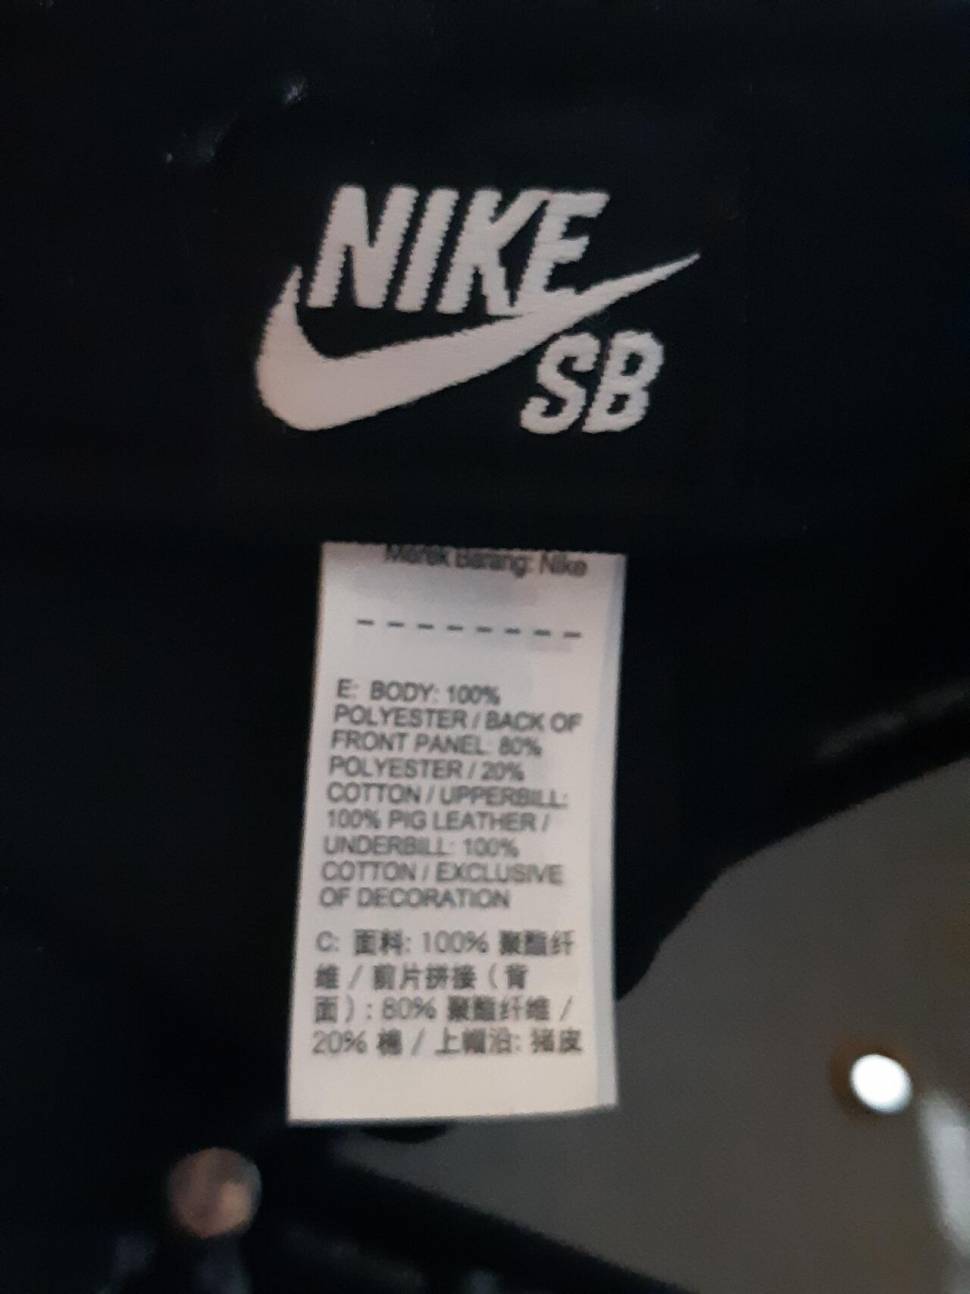 NIKE
SB
Merek Barang: Nike
--------
E: BODY: 100%
POLYESTER / BACK OF
FRONT PANEL: 80%
POLYESTER / 20%
COTTON / UPPERBILL:
100% PIG LEATHER /
UNDERBILL: 100%
COTTON / EXCLUSIVE
OF DECORATION
C: 面料: 100% 聚酯纤
维 / 前片拼接 (背
面) : 80% 聚酯纤维 /
20% 棉 / 上帽沿: 猪皮